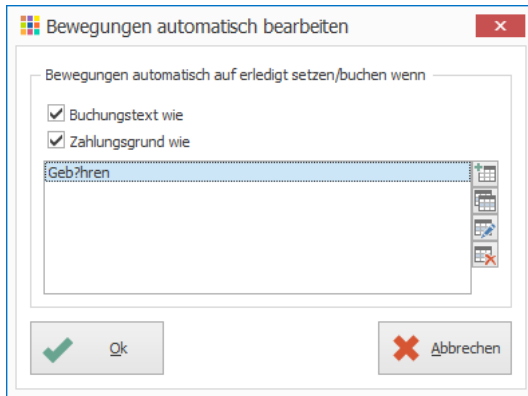 Bewegungen automatisch bearbeiten
Bewegungen automatisch auf erledigt setzen/buchen wenn
Buchungstext wie
Zahlungsgrund wie
Geb?hren
Ok
Abbrechen